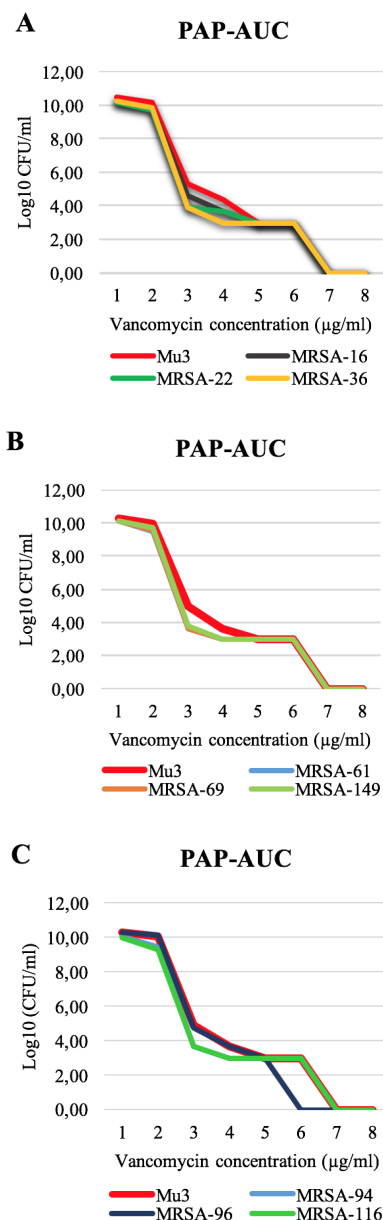 A
PAP-AUC
12,00
10,00
8,00
6,00
4,00
2,00
0,00
Log10 CFU/ml
1 2 3 4 5 6 7 8
Vancomycin concentration (µg/ml)
Mu3 MRSA-16
MRSA-22 MRSA-36
B
PAP-AUC
12,00
10,00
8,00
6,00
4,00
2,00
0,00
Log10 CFU/ml
1 2 3 4 5 6 7 8
Vancomycin concentration (µg/ml)
Mu3 MRSA-61
MRSA-69 MRSA-149
C
PAP-AUC
12,00
10,00
8,00
6,00
4,00
2,00
0,00
Log10 (CFU/ml)
1 2 3 4 5 6 7 8
Vancomycin concentration (µg/ml)
Mu3 MRSA-94
MRSA-96 MRSA-116